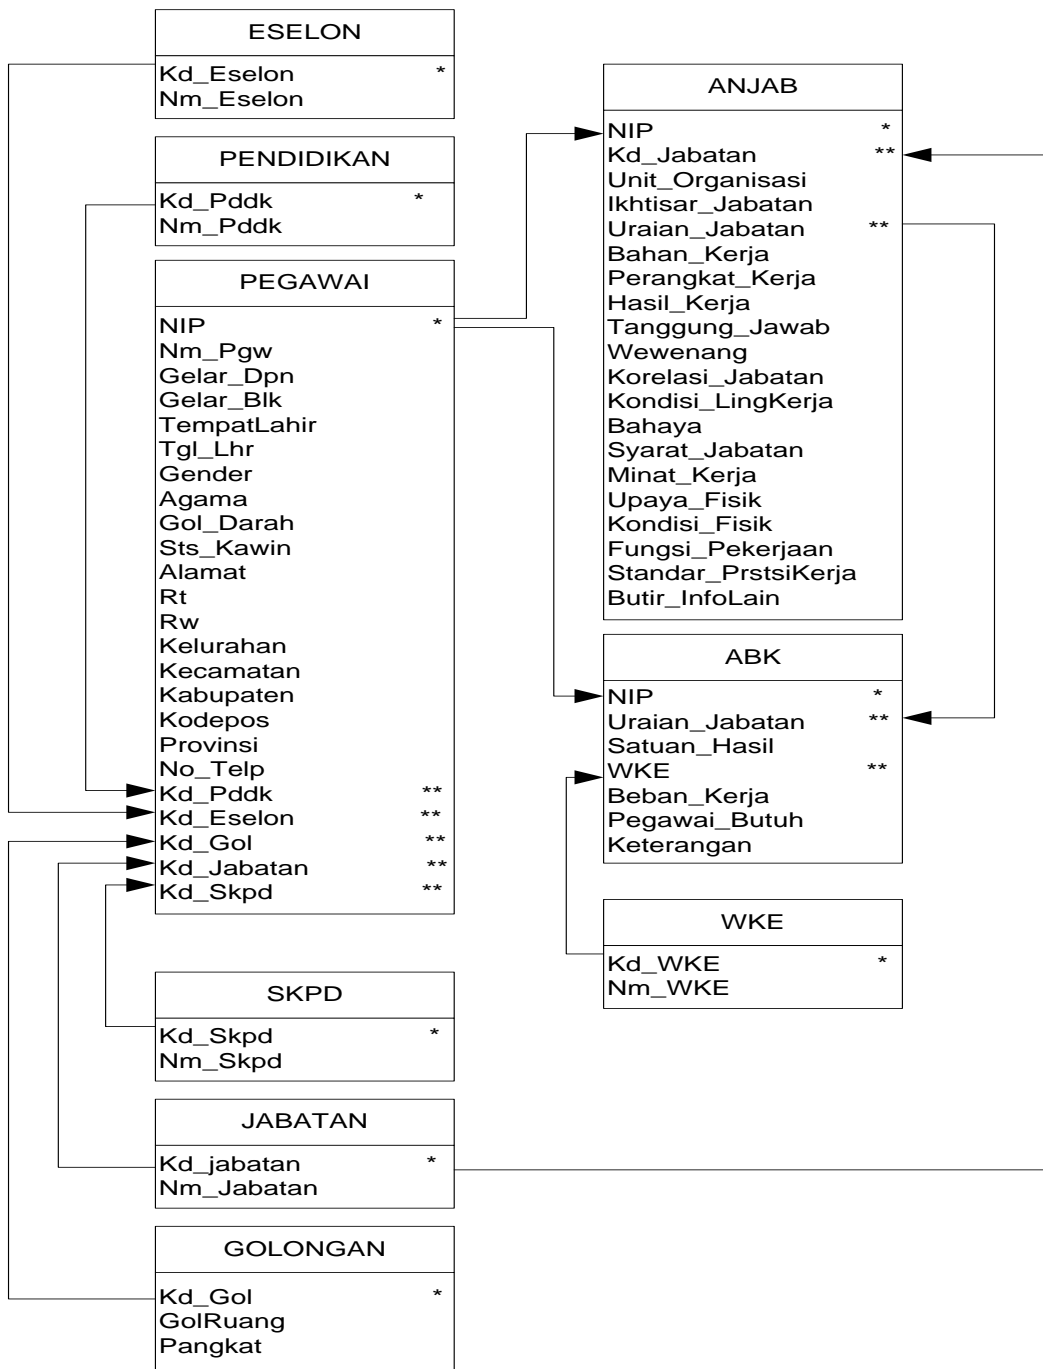 ESELON
Kd_Eselon *
Nm_Eselon
PENDIDIKAN
Kd_Pddk *
Nm_Pddk
PEGAWAI
NIP *
Nm_Pgw
Gelar_Dpn
Gelar_Blk
TempatLahir
Tgl_Lhr
Gender
Agama
Gol_Darah
Sts_Kawin
Alamat
Rt
Rw
Kelurahan
Kecamatan
Kabupaten
Kodepos
Provinsi
No_Telp
Kd_Pddk **
Kd_Eselon **
Kd_Gol **
Kd_Jabatan **
Kd_Skpd **
SKPD
Kd_Skpd *
Nm_Skpd
JABATAN
Kd_jabatan *
Nm_Jabatan
GOLONGAN
Kd_Gol *
GolRuang
Pangkat
ANJAB
NIP *
Kd_Jabatan **
Unit_Organisasi
Ikhtisar_Jabatan
Uraian_Jabatan **
Bahan_Kerja
Perangkat_Kerja
Hasil_Kerja
Tanggung_Jawab
Wewenang
Korelasi_Jabatan
Kondisi_LingKerja
Bahaya
Syarat_Jabatan
Minat_Kerja
Upaya_Fisik
Kondisi_Fisik
Fungsi_Pekerjaan
Standar_PrstsiKerja
Butir_InfoLain
ABK
NIP *
Uraian_Jabatan **
Satuan_Hasil
WKE **
Beban_Kerja
Pegawai_Butuh
Keterangan
WKE
Kd_WKE *
Nm_WKE